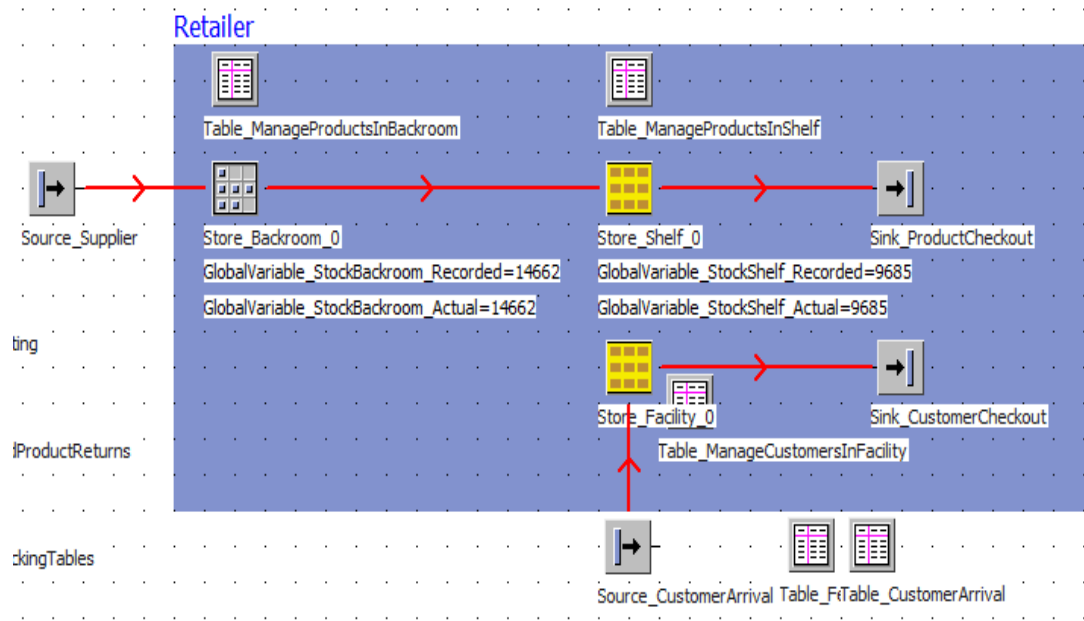 Retailer
Table_ManageProductsInBackroom
Table_ManageProductsInShelf
Source_Supplier
Store_Backroom_0
Store_Shelf_0
Sink_ProductCheckout
GlobalVariable_StockBackroom_Recorded=14662
GlobalVariable_StockShelf_Recorded=9685
GlobalVariable_StockBackroom_Actual=14662
GlobalVariable_StockShelf_Actual=9685
ting
Store_Facility_0
Sink_CustomerCheckout
dProductReturns
Table_ManageCustomersInFacility
ckingTables
Source_CustomerArrival
Table_F
Table_CustomerArrival